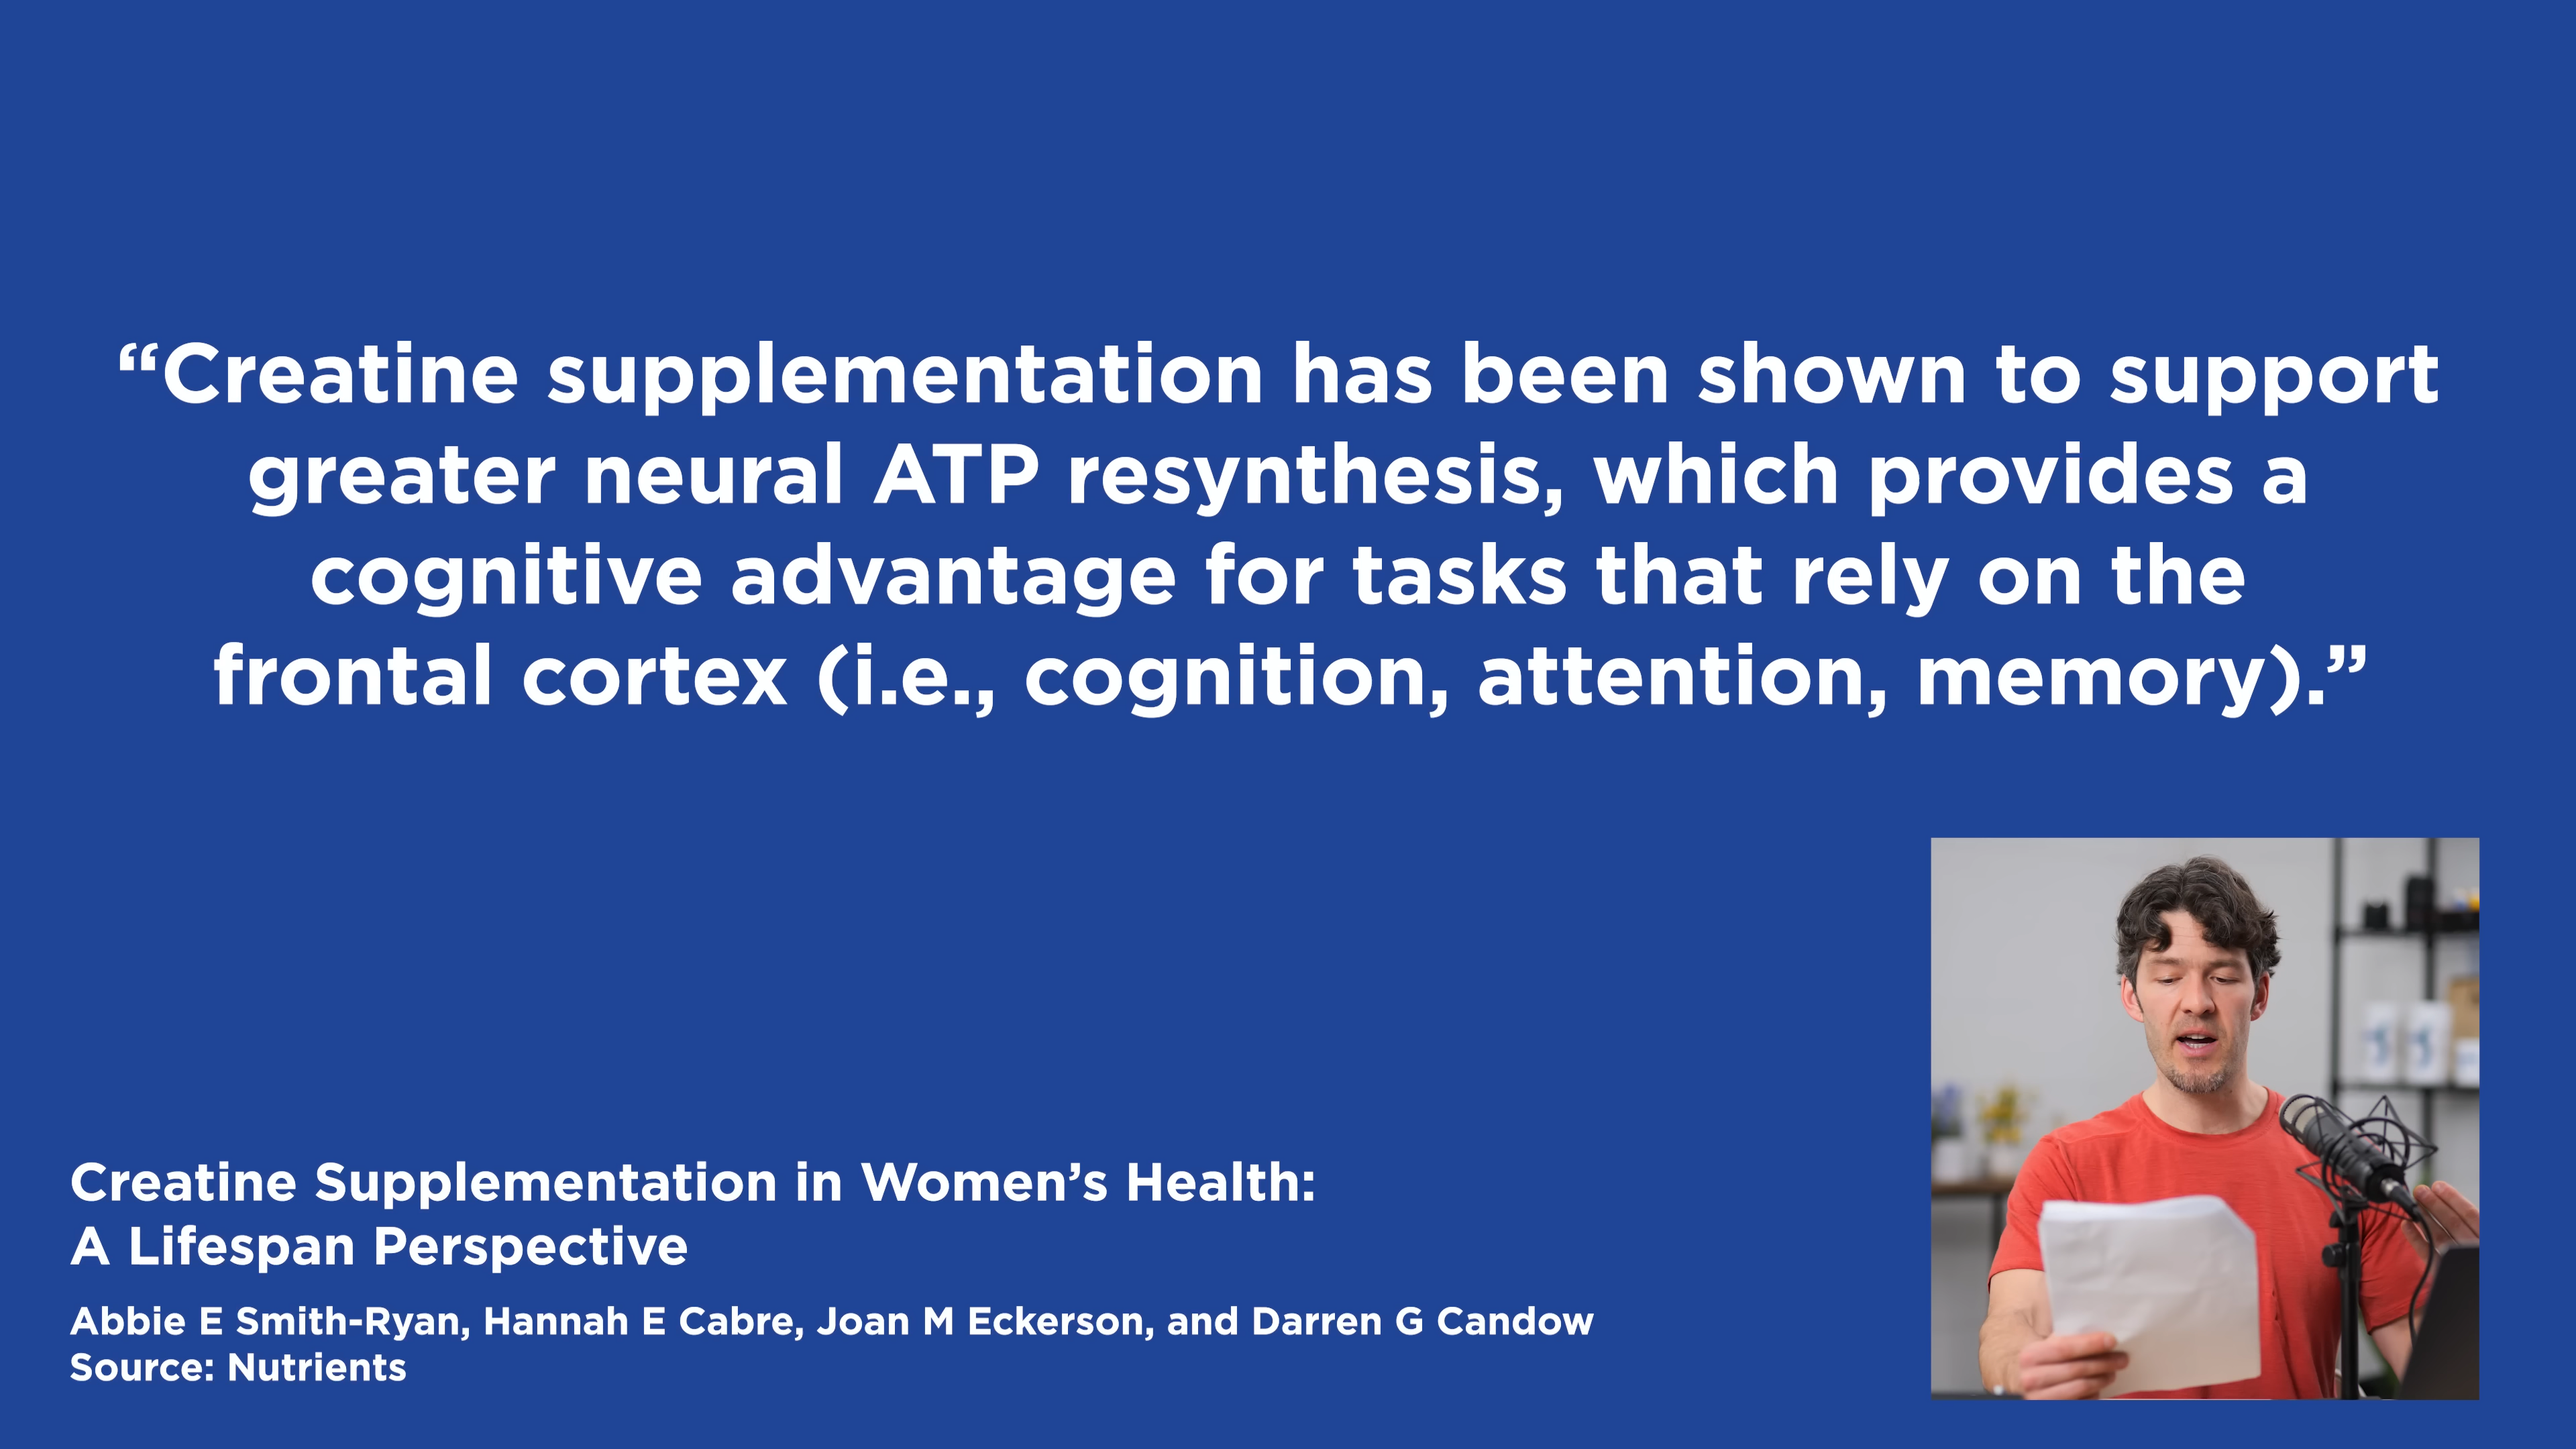 “Creatine supplementation has been shown to support
greater neural ATP resynthesis, which provides a
cognitive advantage for tasks that rely on the
frontal cortex (i.e., cognition, attention, memory).”
Creatine Supplementation in Women’s Health:
A Lifespan Perspective
Abbie E Smith-Ryan, Hannah E Cabre, Joan M Eckerson, and Darren G Candow
Source: Nutrients